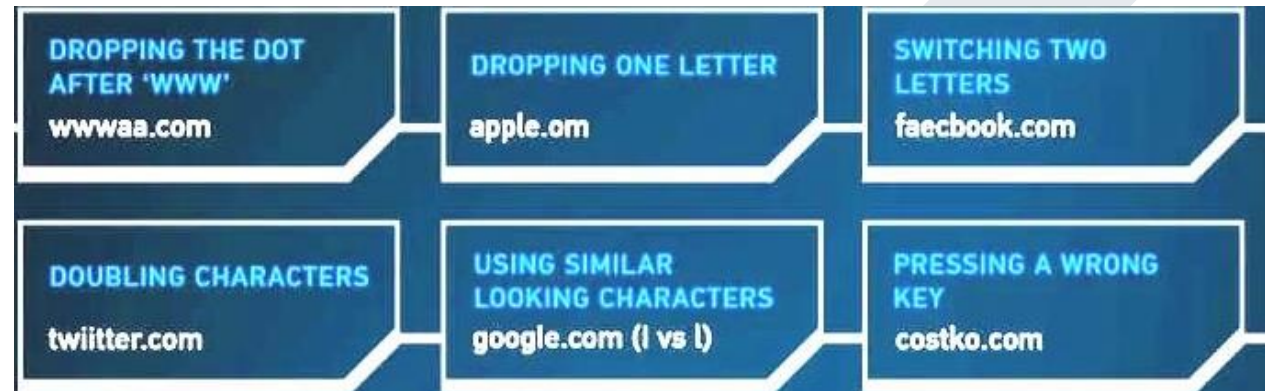 DROPPING THE DOT
AFTER 'WWW'
wwwaa.com
DROPPING ONE LETTER
apple.om
SWITCHING TWO
LETTERS
faecbook.com
DOUBLING CHARACTERS
twiitter.com
USING SIMILAR
LOOKING CHARACTERS
google.com (l vs l)
PRESSING A WRONG
KEY
costko.com